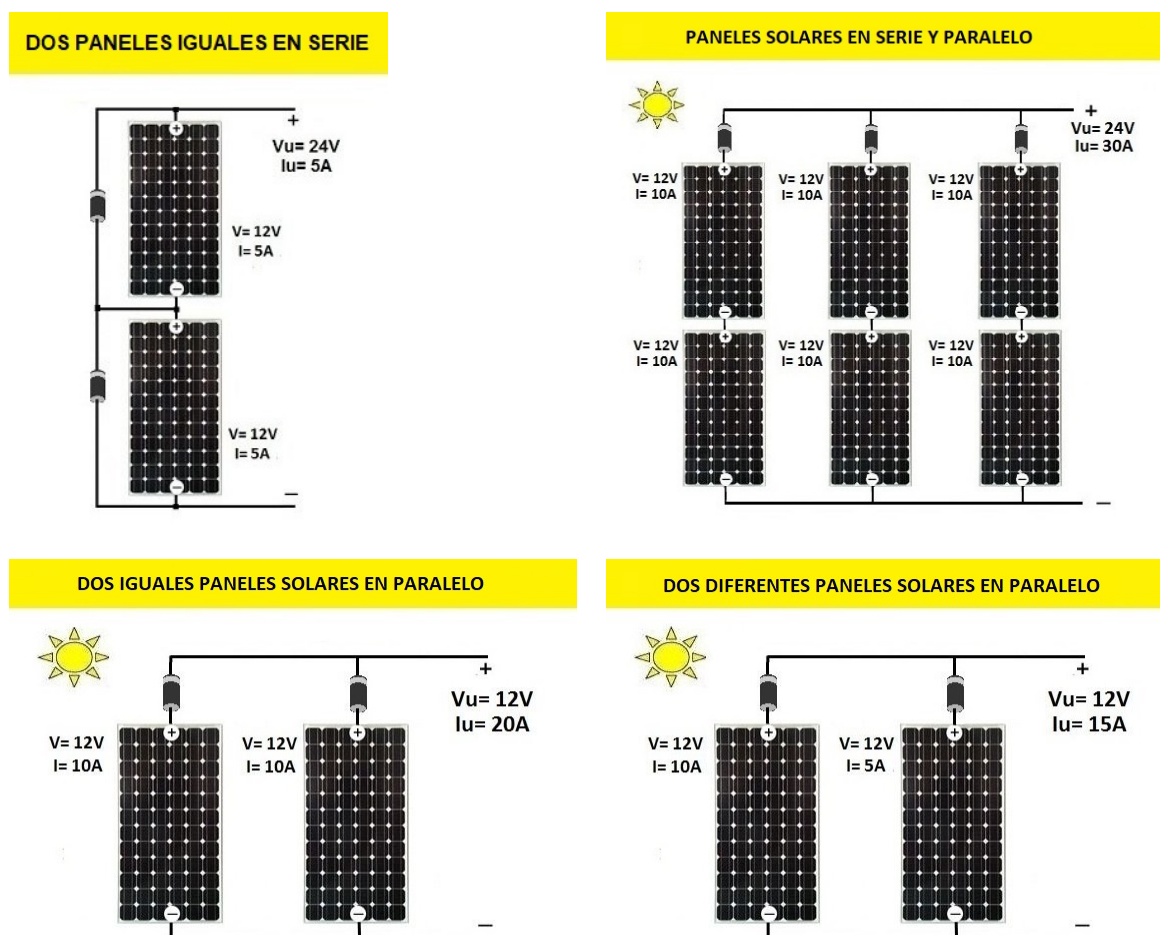 DOS PANELES IGUALES EN SERIE
+
Vu= 24V
Iu= 5A
+
V= 12V
I= 5A
−
+
V= 12V
I= 5A
−
−
PANELES SOLARES EN SERIE Y PARALELO
+
Vu= 24V
Iu= 30A
V= 12V
I= 10A
+
V= 12V
I= 10A
+
V= 12V
I= 10A
+
− − −
V= 12V
I= 10A
+
V= 12V
I= 10A
+
V= 12V
I= 10A
+
− − −
−
DOS IGUALES PANELES SOLARES EN PARALELO
+
Vu= 12V
Iu= 20A
V= 12V
I= 10A
+
V= 12V
I= 10A
+
− −
−
DOS DIFERENTES PANELES SOLARES EN PARALELO
+
Vu= 12V
Iu= 15A
V= 12V
I= 10A
+
V= 12V
I= 5A
+
− −
−